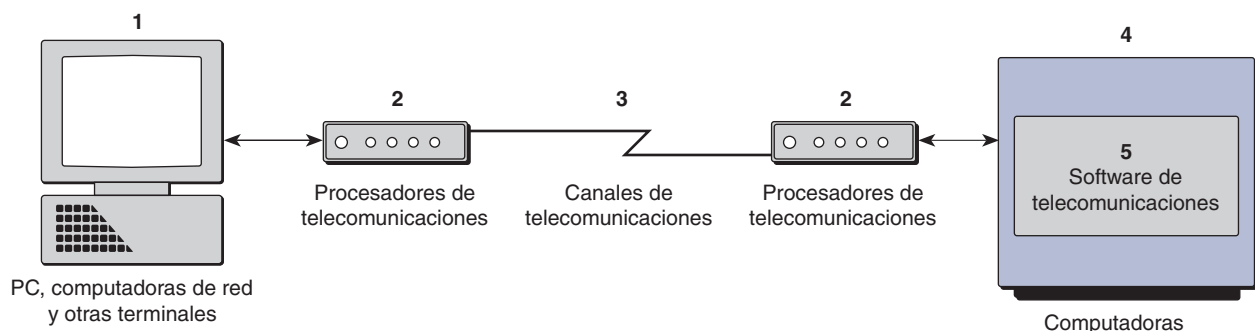 1
PC, computadoras de red
y otras terminales
2
Procesadores de
telecomunicaciones
3
Canales de
telecomunicaciones
2
Procesadores de
telecomunicaciones
4
5
Software de
telecomunicaciones
Computadoras